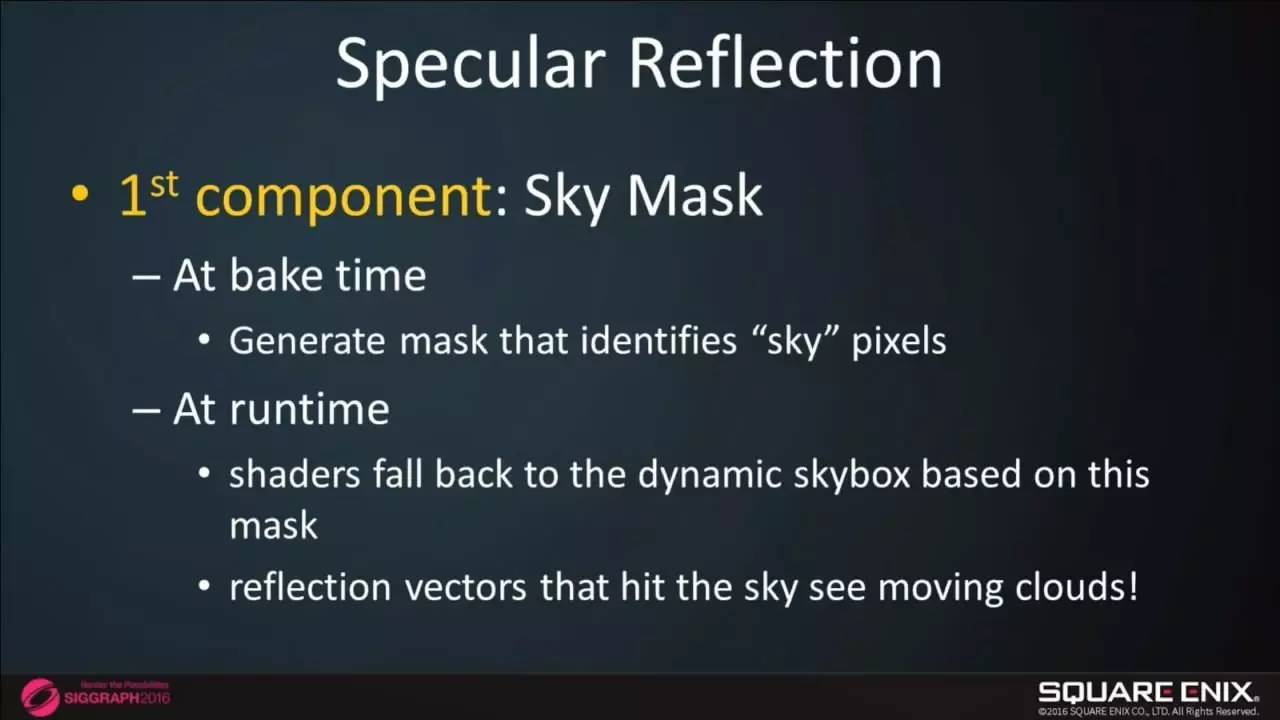 Specular Reflection
• 1st component: Sky Mask
– At bake time
• Generate mask that identifies “sky” pixels
– At runtime
• shaders fall back to the dynamic skybox based on this
mask
• reflection vectors that hit the sky see moving clouds!
Render the Possibilities
SIGGRAPH2016
SQUARE ENIX®
©2016 SQUARE ENIX CO., LTD. All Rights Reserved.